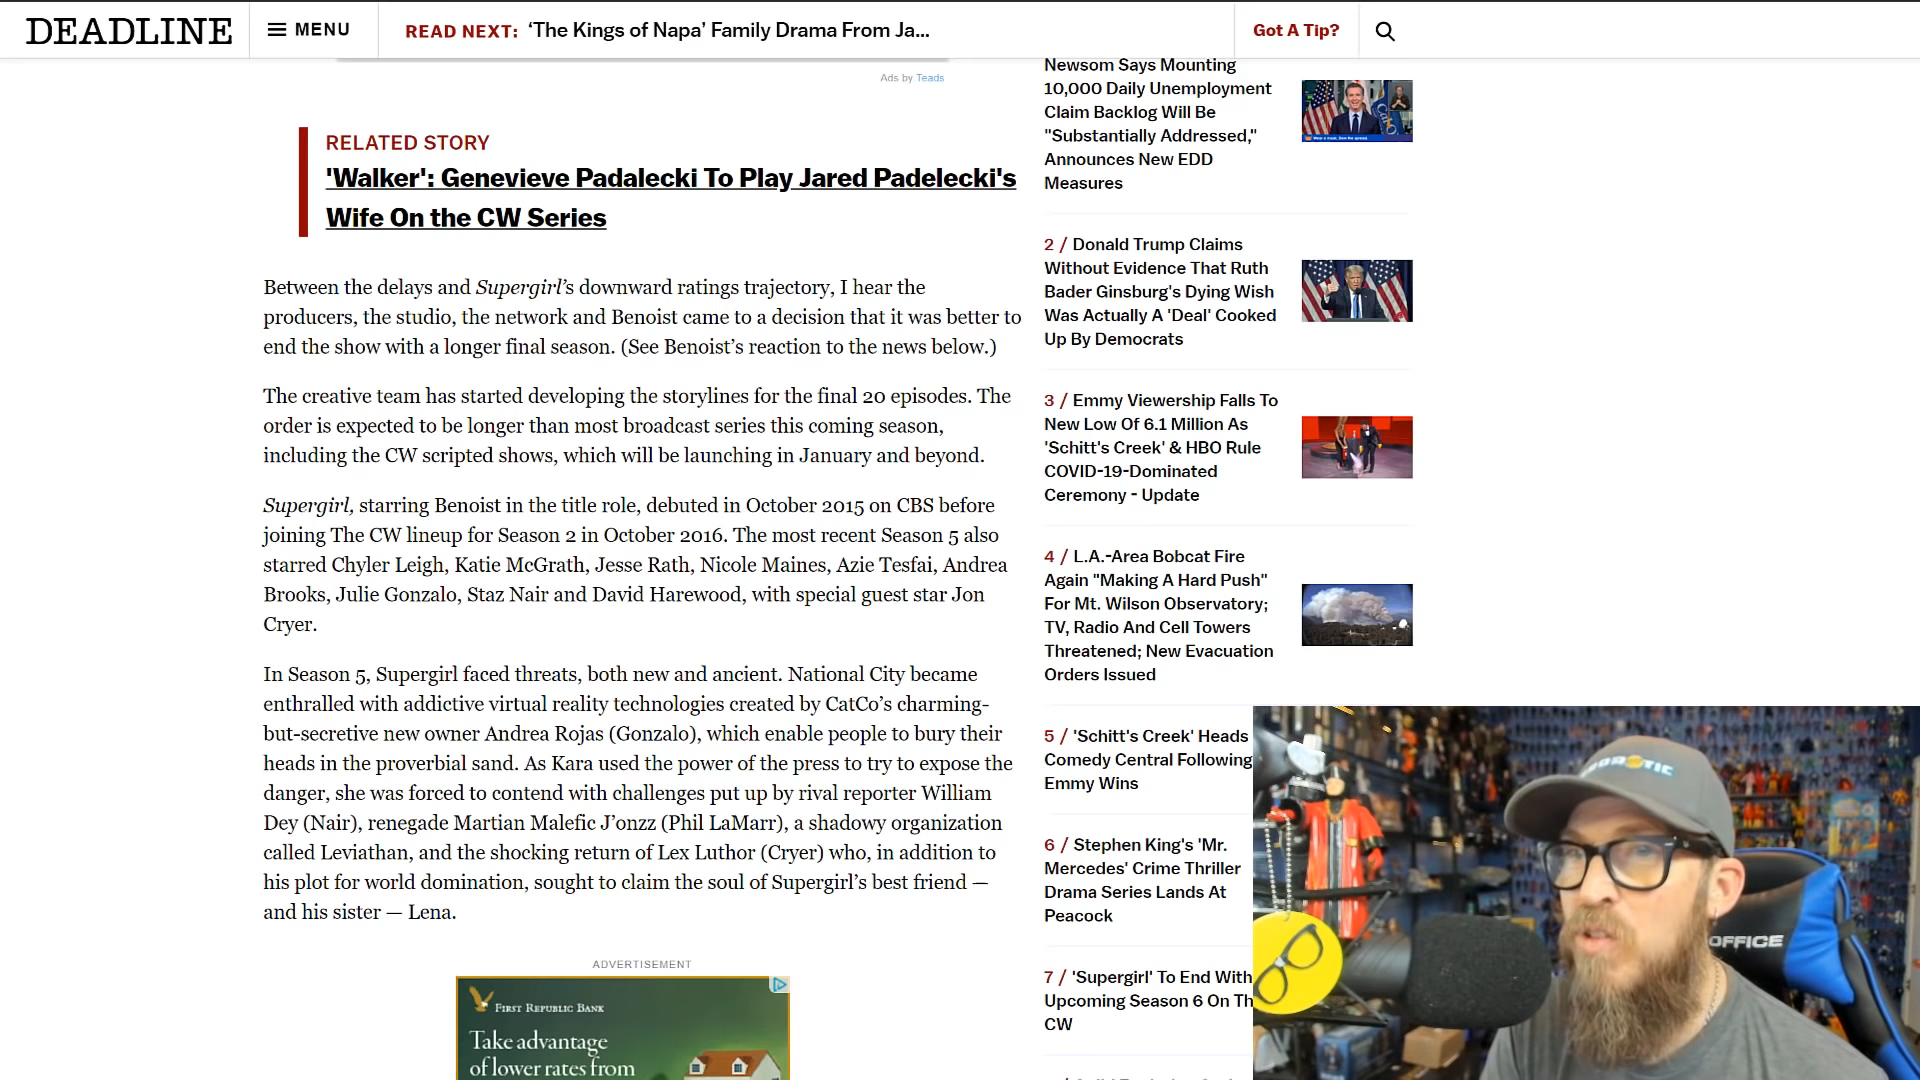 DEADLINE
MENU
READ NEXT: ‘The Kings of Napa’ Family Drama From Ja...
Got A Tip?
Ads by Teads
RELATED STORY
'Walker': Genevieve Padalecki To Play Jared Padelecki's
Wife On the CW Series
Between the delays and Supergirl’s downward ratings trajectory, I hear the
producers, the studio, the network and Benoist came to a decision that it was better to
end the show with a longer final season. (See Benoist’s reaction to the news below.)
The creative team has started developing the storylines for the final 20 episodes. The
order is expected to be longer than most broadcast series this coming season,
including the CW scripted shows, which will be launching in January and beyond.
Supergirl, starring Benoist in the title role, debuted in October 2015 on CBS before
joining The CW lineup for Season 2 in October 2016. The most recent Season 5 also
starred Chyler Leigh, Katie McGrath, Jesse Rath, Nicole Maines, Azie Tesfai, Andrea
Brooks, Julie Gonzalo, Staz Nair and David Harewood, with special guest star Jon
Cryer.
In Season 5, Supergirl faced threats, both new and ancient. National City became
enthralled with addictive virtual reality technologies created by CatCo’s charming-
but-secretive new owner Andrea Rojas (Gonzalo), which enable people to bury their
heads in the proverbial sand. As Kara used the power of the press to try to expose the
danger, she was forced to contend with challenges put up by rival reporter William
Dey (Nair), renegade Martian Malefic J’onzz (Phil LaMarr), a shadowy organization
called Leviathan, and the shocking return of Lex Luthor (Cryer) who, in addition to
his plot for world domination, sought to claim the soul of Supergirl’s best friend —
and his sister — Lena.
ADVERTISEMENT
FIRST REPUBLIC BANK
Take advantage
of lower rates from
Newsom Says Mounting
10,000 Daily Unemployment
Claim Backlog Will Be
"Substantially Addressed,"
Announces New EDD
Measures
2 / Donald Trump Claims
Without Evidence That Ruth
Bader Ginsburg's Dying Wish
Was Actually A 'Deal' Cooked
Up By Democrats
3 / Emmy Viewership Falls To
New Low Of 6.1 Million As
'Schitt's Creek' & HBO Rule
COVID-19-Dominated
Ceremony - Update
4 / L.A.-Area Bobcat Fire
Again "Making A Hard Push"
For Mt. Wilson Observatory;
TV, Radio And Cell Towers
Threatened; New Evacuation
Orders Issued
5 / 'Schitt's Creek' Heads
Comedy Central Following
Emmy Wins
6 / Stephen King's 'Mr.
Mercedes' Crime Thriller
Drama Series Lands At
Peacock
7 / 'Supergirl' To End With
Upcoming Season 6 On Th
CW
OFFICE